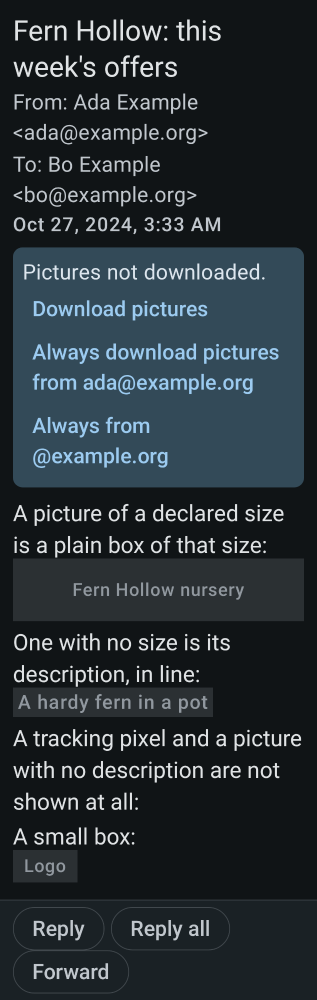 Fern Hollow: this
week's offers
From: Ada Example
<ada@example.org>
To: Bo Example
<bo@example.org>
Oct 27, 2024, 3:33 AM
Pictures not downloaded.
Download pictures
Always download pictures
from ada@example.org
Always from
@example.org
A picture of a declared size
is a plain box of that size:
Fern Hollow nursery
One with no size is its
description, in line:
A hardy fern in a pot
A tracking pixel and a picture
with no description are not
shown at all:
A small box:
Logo
Reply
Reply all
Forward